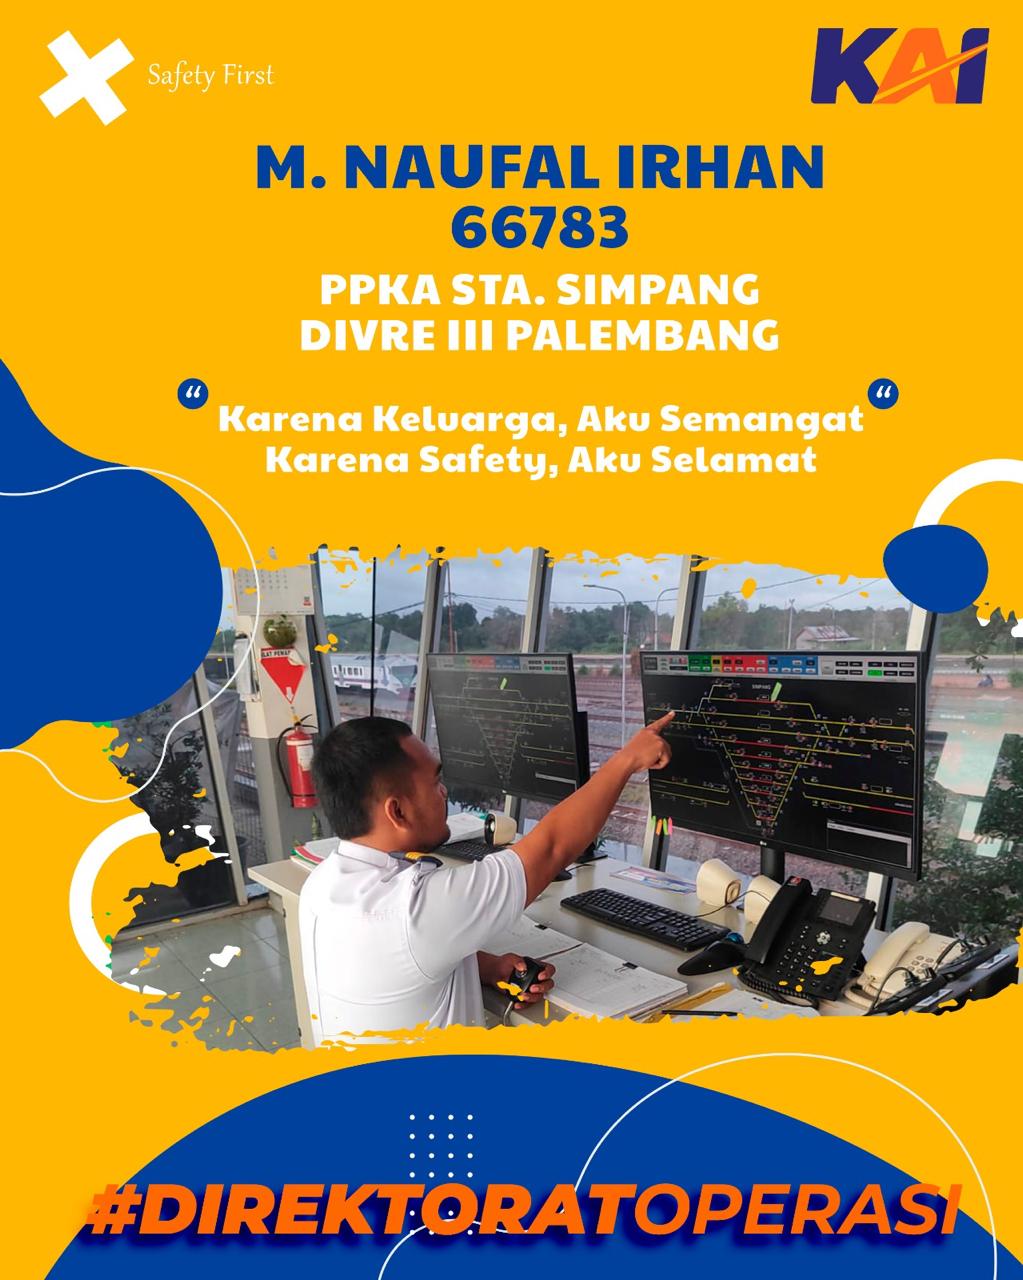 Safety First
KAI
M. NAUFAL IRHAN
66783
PPKA STA. SIMPANG
DIVRE III PALEMBANG
“ “
Karena Keluarga, Aku Semangat
Karena Safety, Aku Selamat
SIMPANG
#DIREKTORATOPERASI